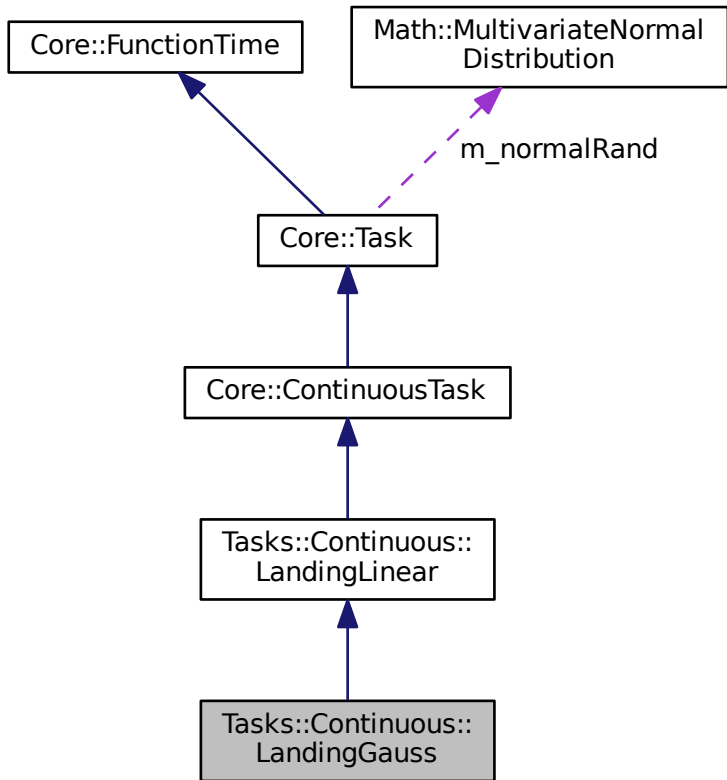 Core::FunctionTime
Math::MultivariateNormal
Distribution
m_normalRand
Core::Task
Core::ContinuousTask
Tasks::Continuous::
LandingLinear
Tasks::Continuous::
LandingGauss